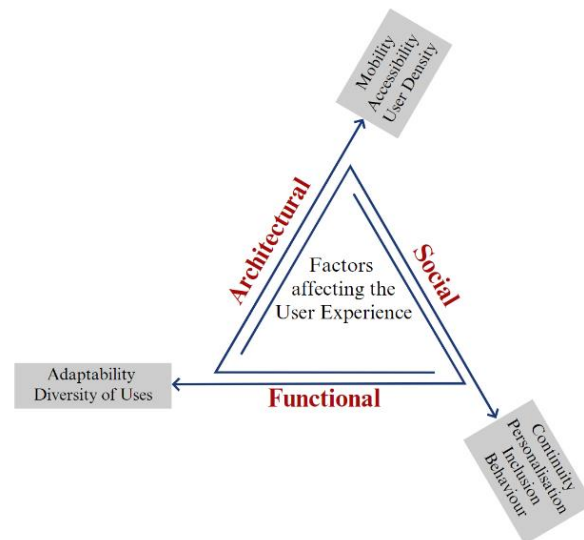 Mobility
Accessibility
User Density
Architectural
Social
Factors
affecting the
User Experience
Adaptability
Diversity of Uses
Functional
Continuity
Personalisation
Inclusion
Behaviour